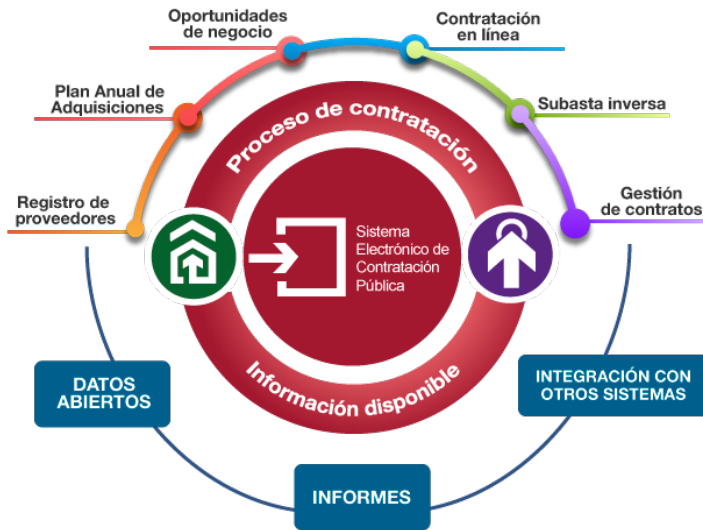 Oportunidades
de negocio
Contratación
en línea
Plan Anual de
Adquisiciones
Subasta inversa
Registro de
proveedores
Gestión
de contratos
Proceso de contratación
Sistema
Electrónico de
Contratación
Pública
Información disponible
DATOS
ABIERTOS
INTEGRACIÓN CON
OTROS SISTEMAS
INFORMES